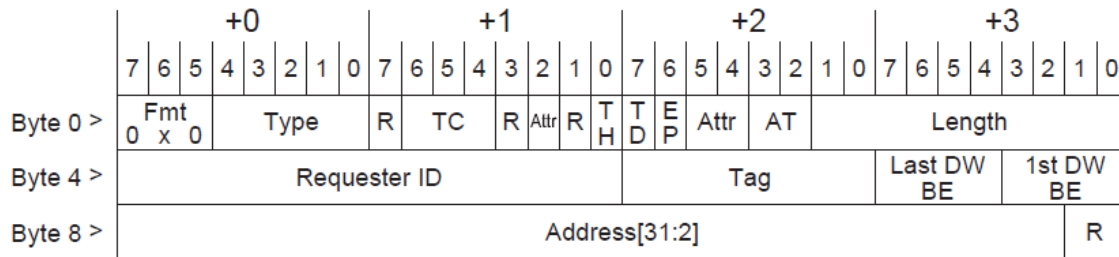 +0 +1 +2 +3
7 6 5 4 3 2 1 0 7 6 5 4 3 2 1 0 7 6 5 4 3 2 1 0 7 6 5 4 3 2 1 0
Byte 0 > Fmt 0 x 0 Type R TC R Attr R TH TD EP Attr AT Length
Byte 4 > Requester ID Tag Last DW BE 1st DW BE
Byte 8 > Address[31:2] R